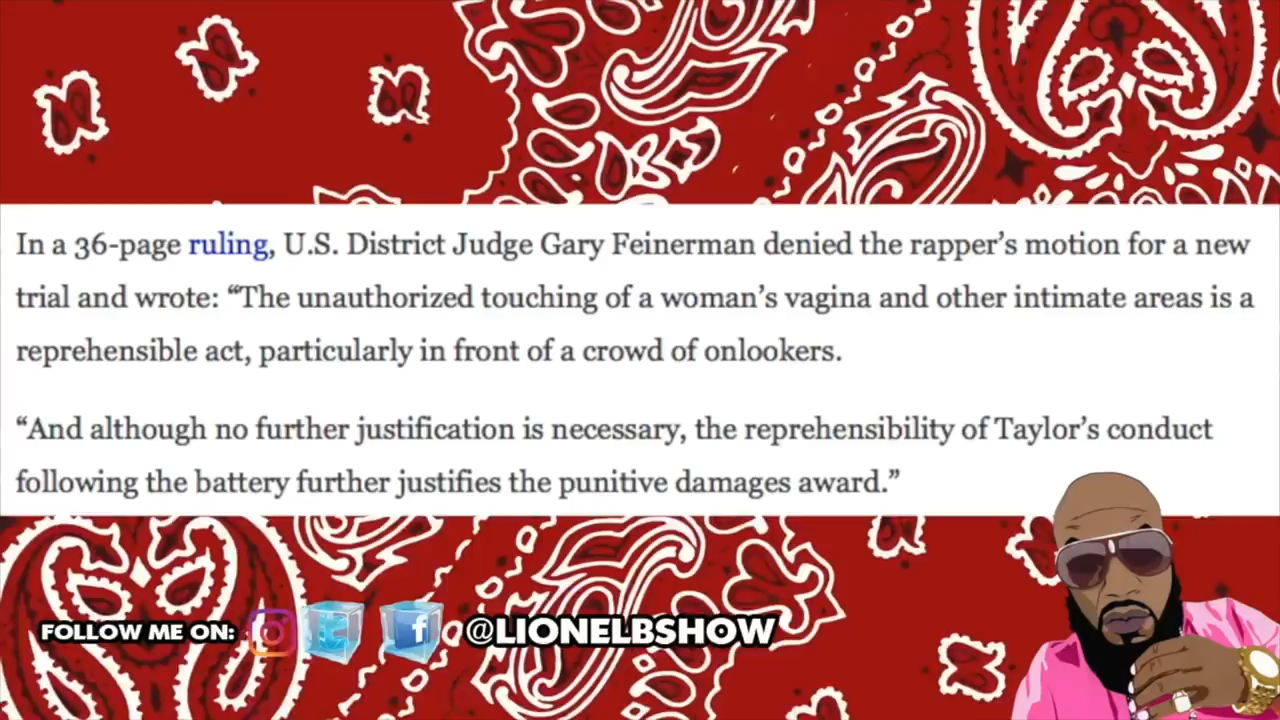 In a 36-page ruling, U.S. District Judge Gary Feinerman denied the rapper’s motion for a new
trial and wrote: “The unauthorized touching of a woman’s vagina and other intimate areas is a
reprehensible act, particularly in front of a crowd of onlookers.
“And although no further justification is necessary, the reprehensibility of Taylor’s conduct
following the battery further justifies the punitive damages award.”
FOLLOW ME ON: @LIONELBSHOW